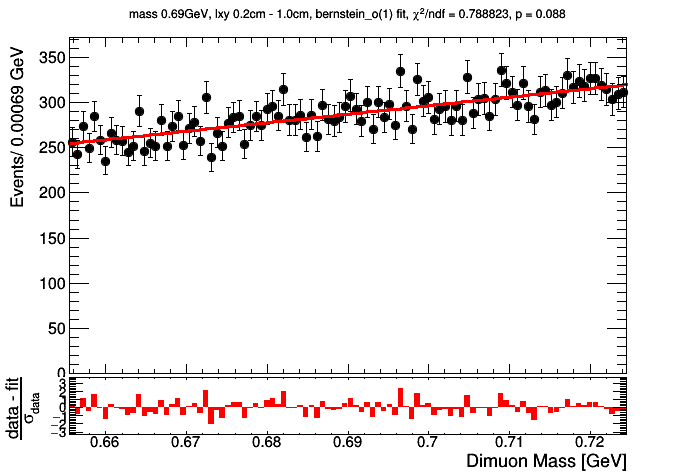 mass 0.69GeV, lxy 0.2cm - 1.0cm, bernstein_o(1) fit, χ²/ndf = 0.788823, p = 0.088
Events/ 0.00069 GeV
350
300
250
200
150
100
50
0
data - fit
σdata
3
2
1
0
−1
−2
−3
0.66 0.67 0.68 0.69 0.7 0.71 0.72
Dimuon Mass [GeV]